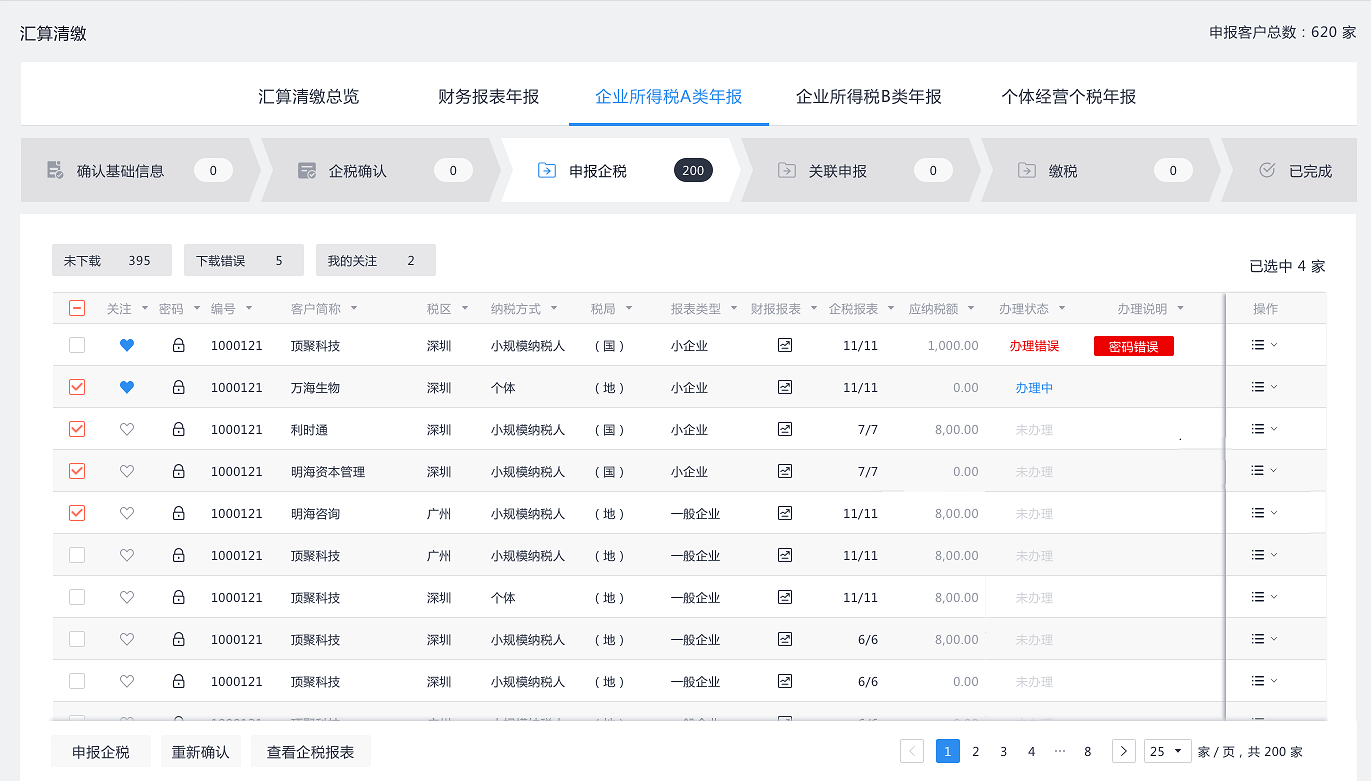 汇算清缴 申报客户总数：620 家
汇算清缴总览 财务报表年报 企业所得税A类年报 企业所得税B类年报 个体经营个税年报
确认基础信息 0 企税确认 0 申报企税 200 关联申报 0 缴税 0 已完成
未下载 395 下载错误 5 我的关注 2 已选中 4 家
关注 密码 编号 客户简称 税区 纳税方式 税局 报表类型 财报报表 企税报表 应纳税额 办理状态 办理说明 操作
1000121 顶聚科技 深圳 小规模纳税人 （国） 小企业 11/11 1,000.00 办理错误 密码错误
1000121 万海生物 深圳 个体 （地） 小企业 11/11 0.00 办理中
1000121 利时通 深圳 小规模纳税人 （国） 小企业 7/7 8,00.00 未办理
1000121 明海资本管理 深圳 小规模纳税人 （国） 小企业 7/7 0.00 未办理
1000121 明海咨询 广州 小规模纳税人 （地） 一般企业 11/11 8,00.00 未办理
1000121 顶聚科技 广州 小规模纳税人 （地） 一般企业 11/11 8,00.00 未办理
1000121 顶聚科技 深圳 个体 （地） 一般企业 11/11 8,00.00 未办理
1000121 顶聚科技 深圳 小规模纳税人 （地） 一般企业 6/6 8,00.00 未办理
1000121 顶聚科技 深圳 小规模纳税人 （地） 一般企业 6/6 0.00 未办理
申报企税 重新确认 查看企税报表 < 1 2 3 4 ··· 8 > 25 家 / 页，共 200 家